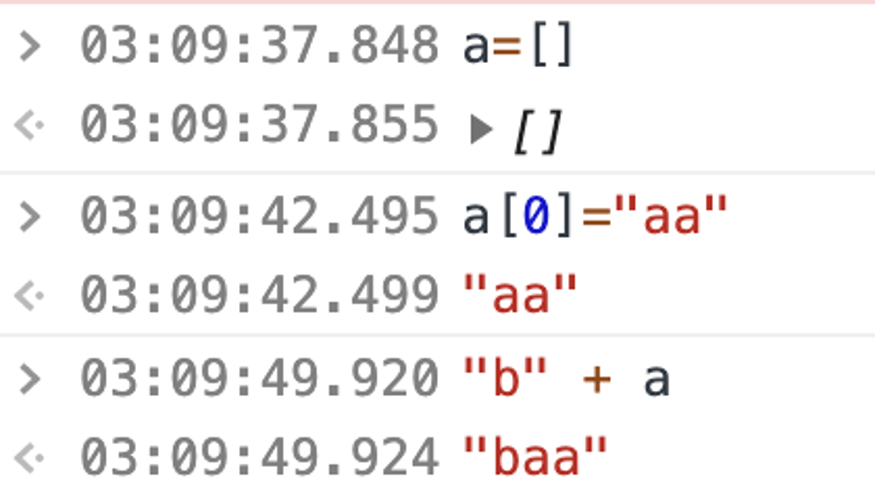 > 03:09:37.848 a=[]
<· 03:09:37.855 ▶ []
> 03:09:42.495 a[0]="aa"
<· 03:09:42.499 "aa"
> 03:09:49.920 "b" + a
<· 03:09:49.924 "baa"